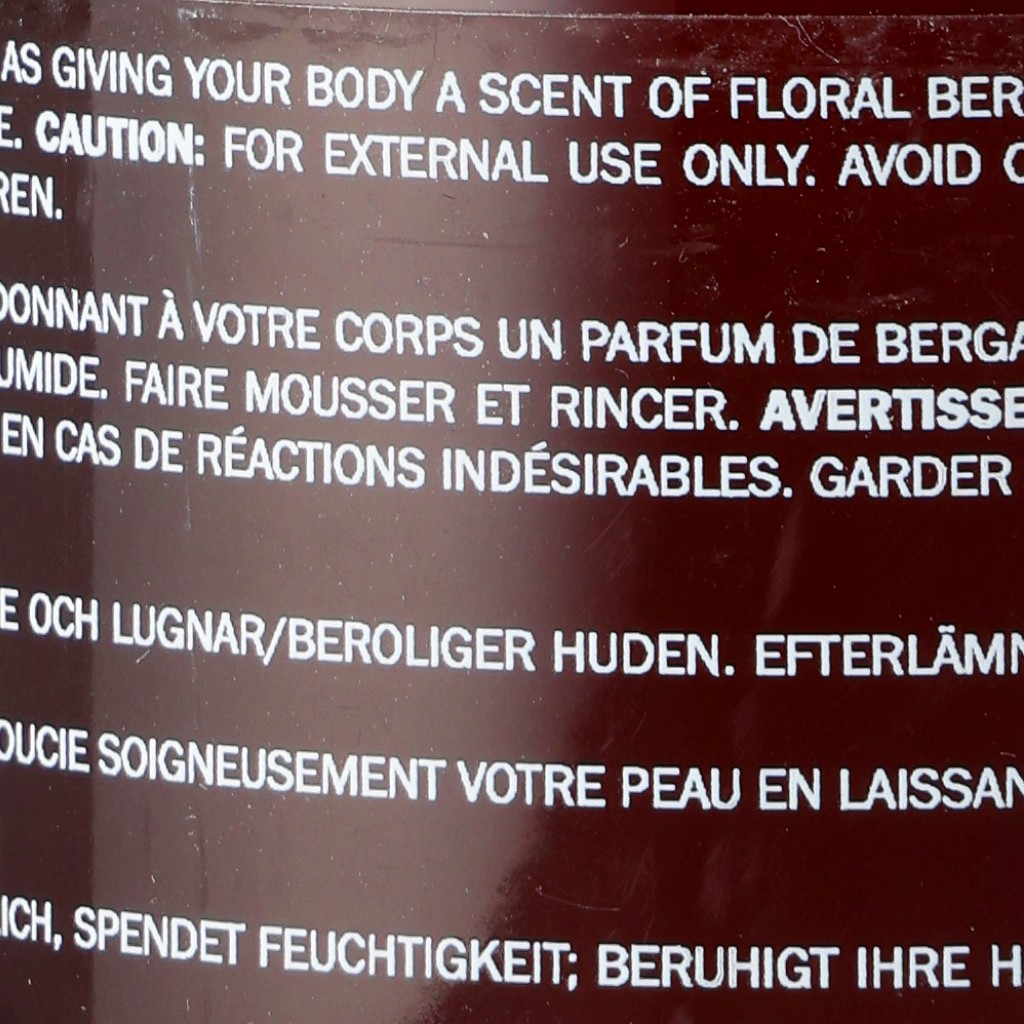 AS GIVING YOUR BODY A SCENT OF FLORAL BER
E. CAUTION: FOR EXTERNAL USE ONLY. AVOID
REN.
DONNANT À VOTRE CORPS UN PARFUM DE BERGA
UMIDE. FAIRE MOUSSER ET RINCER. AVERTISSE
EN CAS DE RÉACTIONS INDÉSIRABLES. GARDER
E OCH LUGNAR/BEROLIGER HUDEN. EFTERLÄMN
OUCIE SOIGNEUSEMENT VOTRE PEAU EN LAISSAN
LICH, SPENDET FEUCHTIGKEIT; BERUHIGT IHRE H